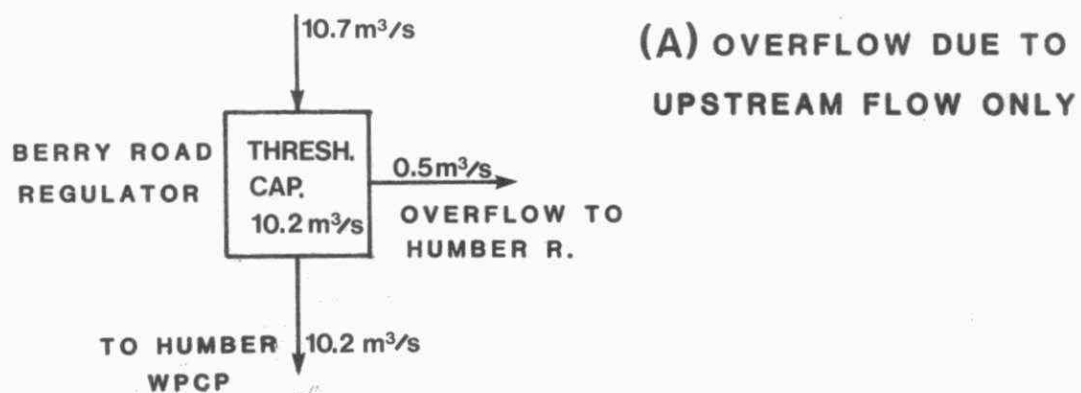 10.7m³/s
(A) OVERFLOW DUE TO
UPSTREAM FLOW ONLY
BERRY ROAD
REGULATOR
THRESH.
CAP.
10.2 m³/s
0.5m³/s
OVERFLOW TO
HUMBER R.
TO HUMBER
WPCP
10.2 m³/s